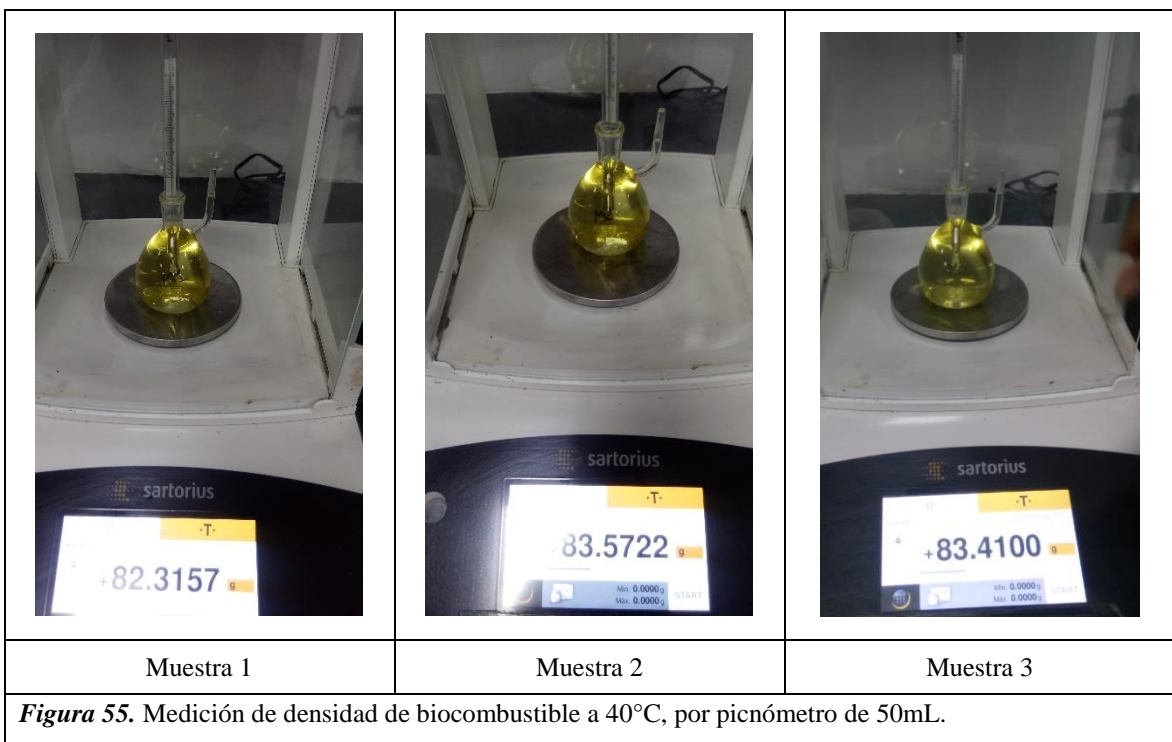 sartorius
·T·
+82.3157 g
sartorius
·T·
83.5722 g
Min. 0.0000 g
Max. 0.0000 g
START
sartorius
·T·
+83.4100 g
Min. 0.0000 g
Max. 0.0000 g
START
Muestra 1
Muestra 2
Muestra 3
Figura 55. Medición de densidad de biocombustible a 40°C, por picnómetro de 50mL.